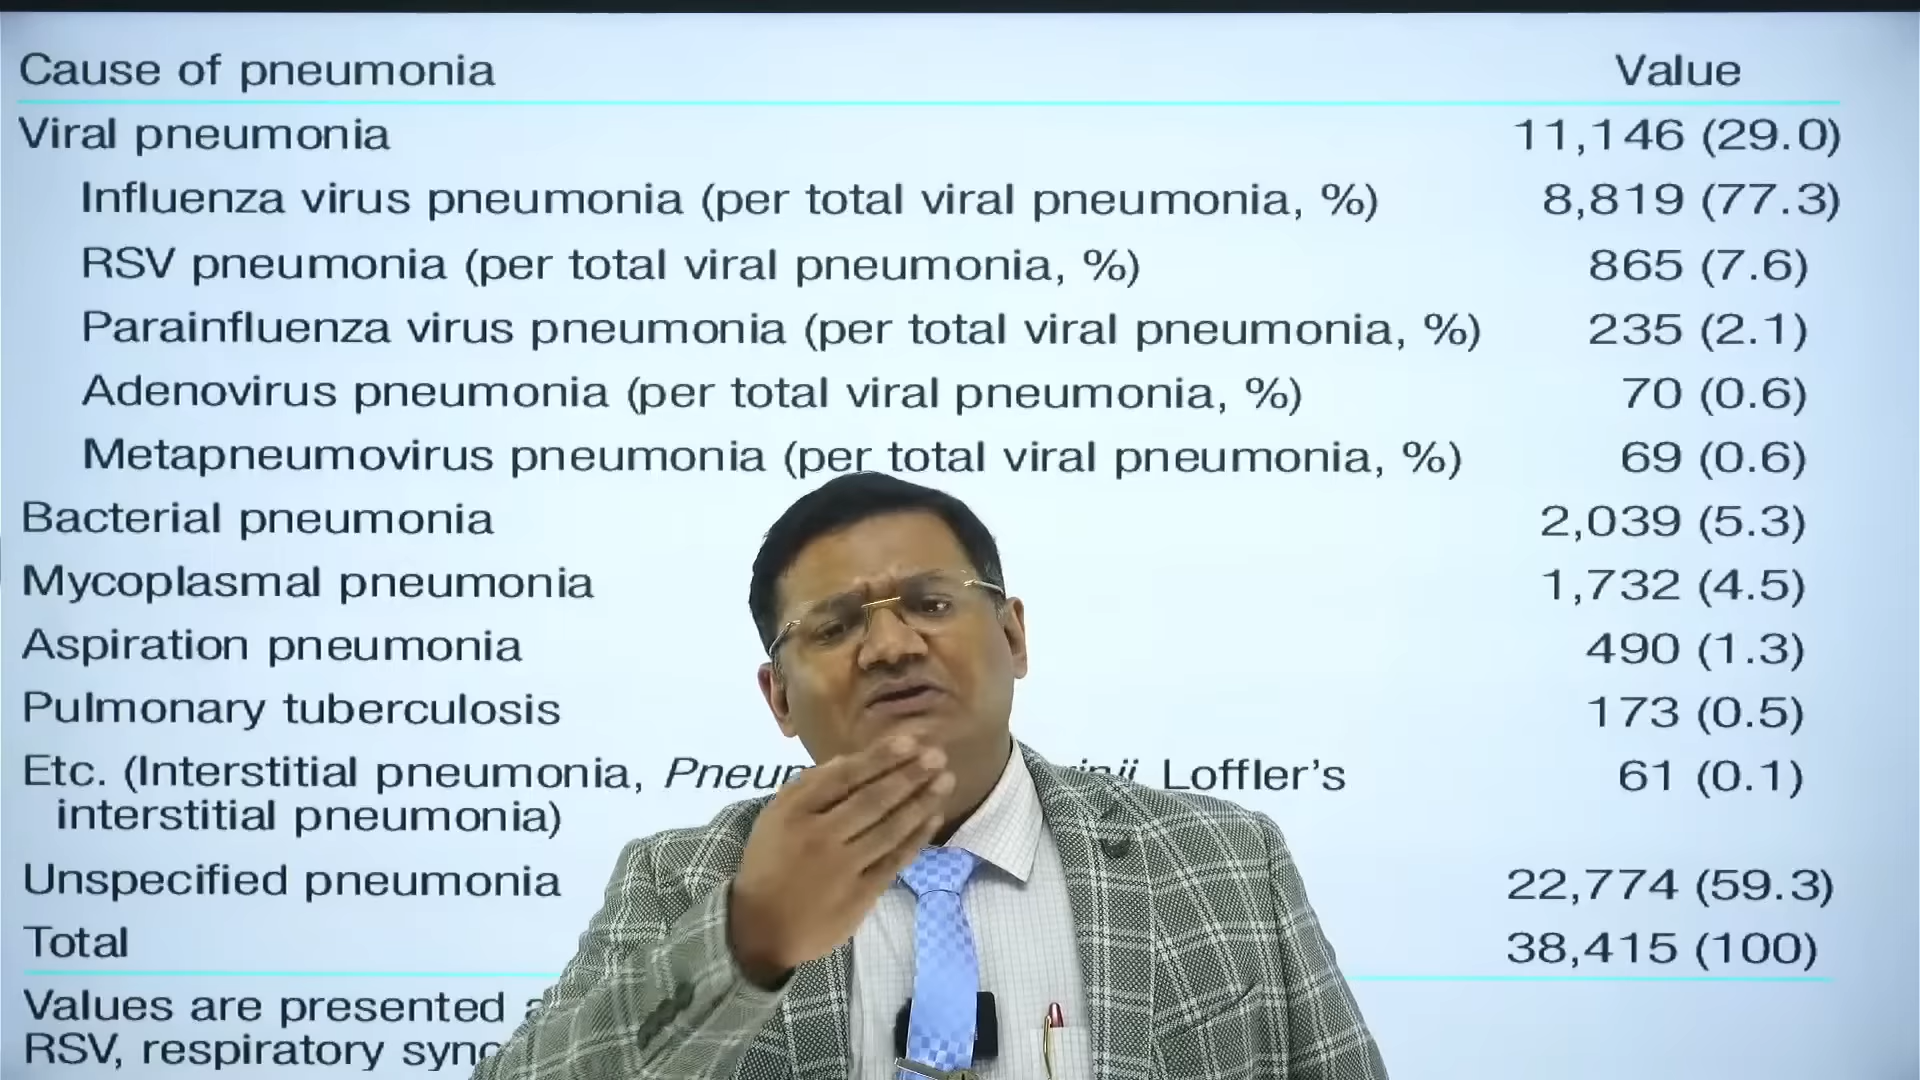 Cause of pneumonia Value
Viral pneumonia 11,146 (29.0)
Influenza virus pneumonia (per total viral pneumonia, %) 8,819 (77.3)
RSV pneumonia (per total viral pneumonia, %) 865 (7.6)
Parainfluenza virus pneumonia (per total viral pneumonia, %) 235 (2.1)
Adenovirus pneumonia (per total viral pneumonia, %) 70 (0.6)
Metapneumovirus pneumonia (per total viral pneumonia, %) 69 (0.6)
Bacterial pneumonia 2,039 (5.3)
Mycoplasmal pneumonia 1,732 (4.5)
Aspiration pneumonia 490 (1.3)
Pulmonary tuberculosis 173 (0.5)
Etc. (Interstitial pneumonia, Loffler's 61 (0.1)
interstitial pneumonia)
Unspecified pneumonia 22,774 (59.3)
Total 38,415 (100)
Values are presented
RSV, respiratory